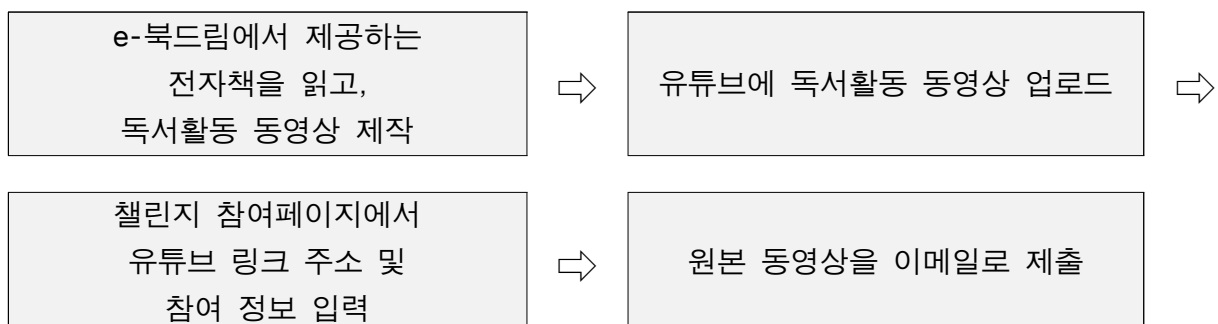 e-북드림에서 제공하는
전자책을 읽고,
독서활동 동영상 제작
⇨
유튜브에 독서활동 동영상 업로드
⇨
챌린지 참여페이지에서
유튜브 링크 주소 및
참여 정보 입력
⇨
원본 동영상을 이메일로 제출